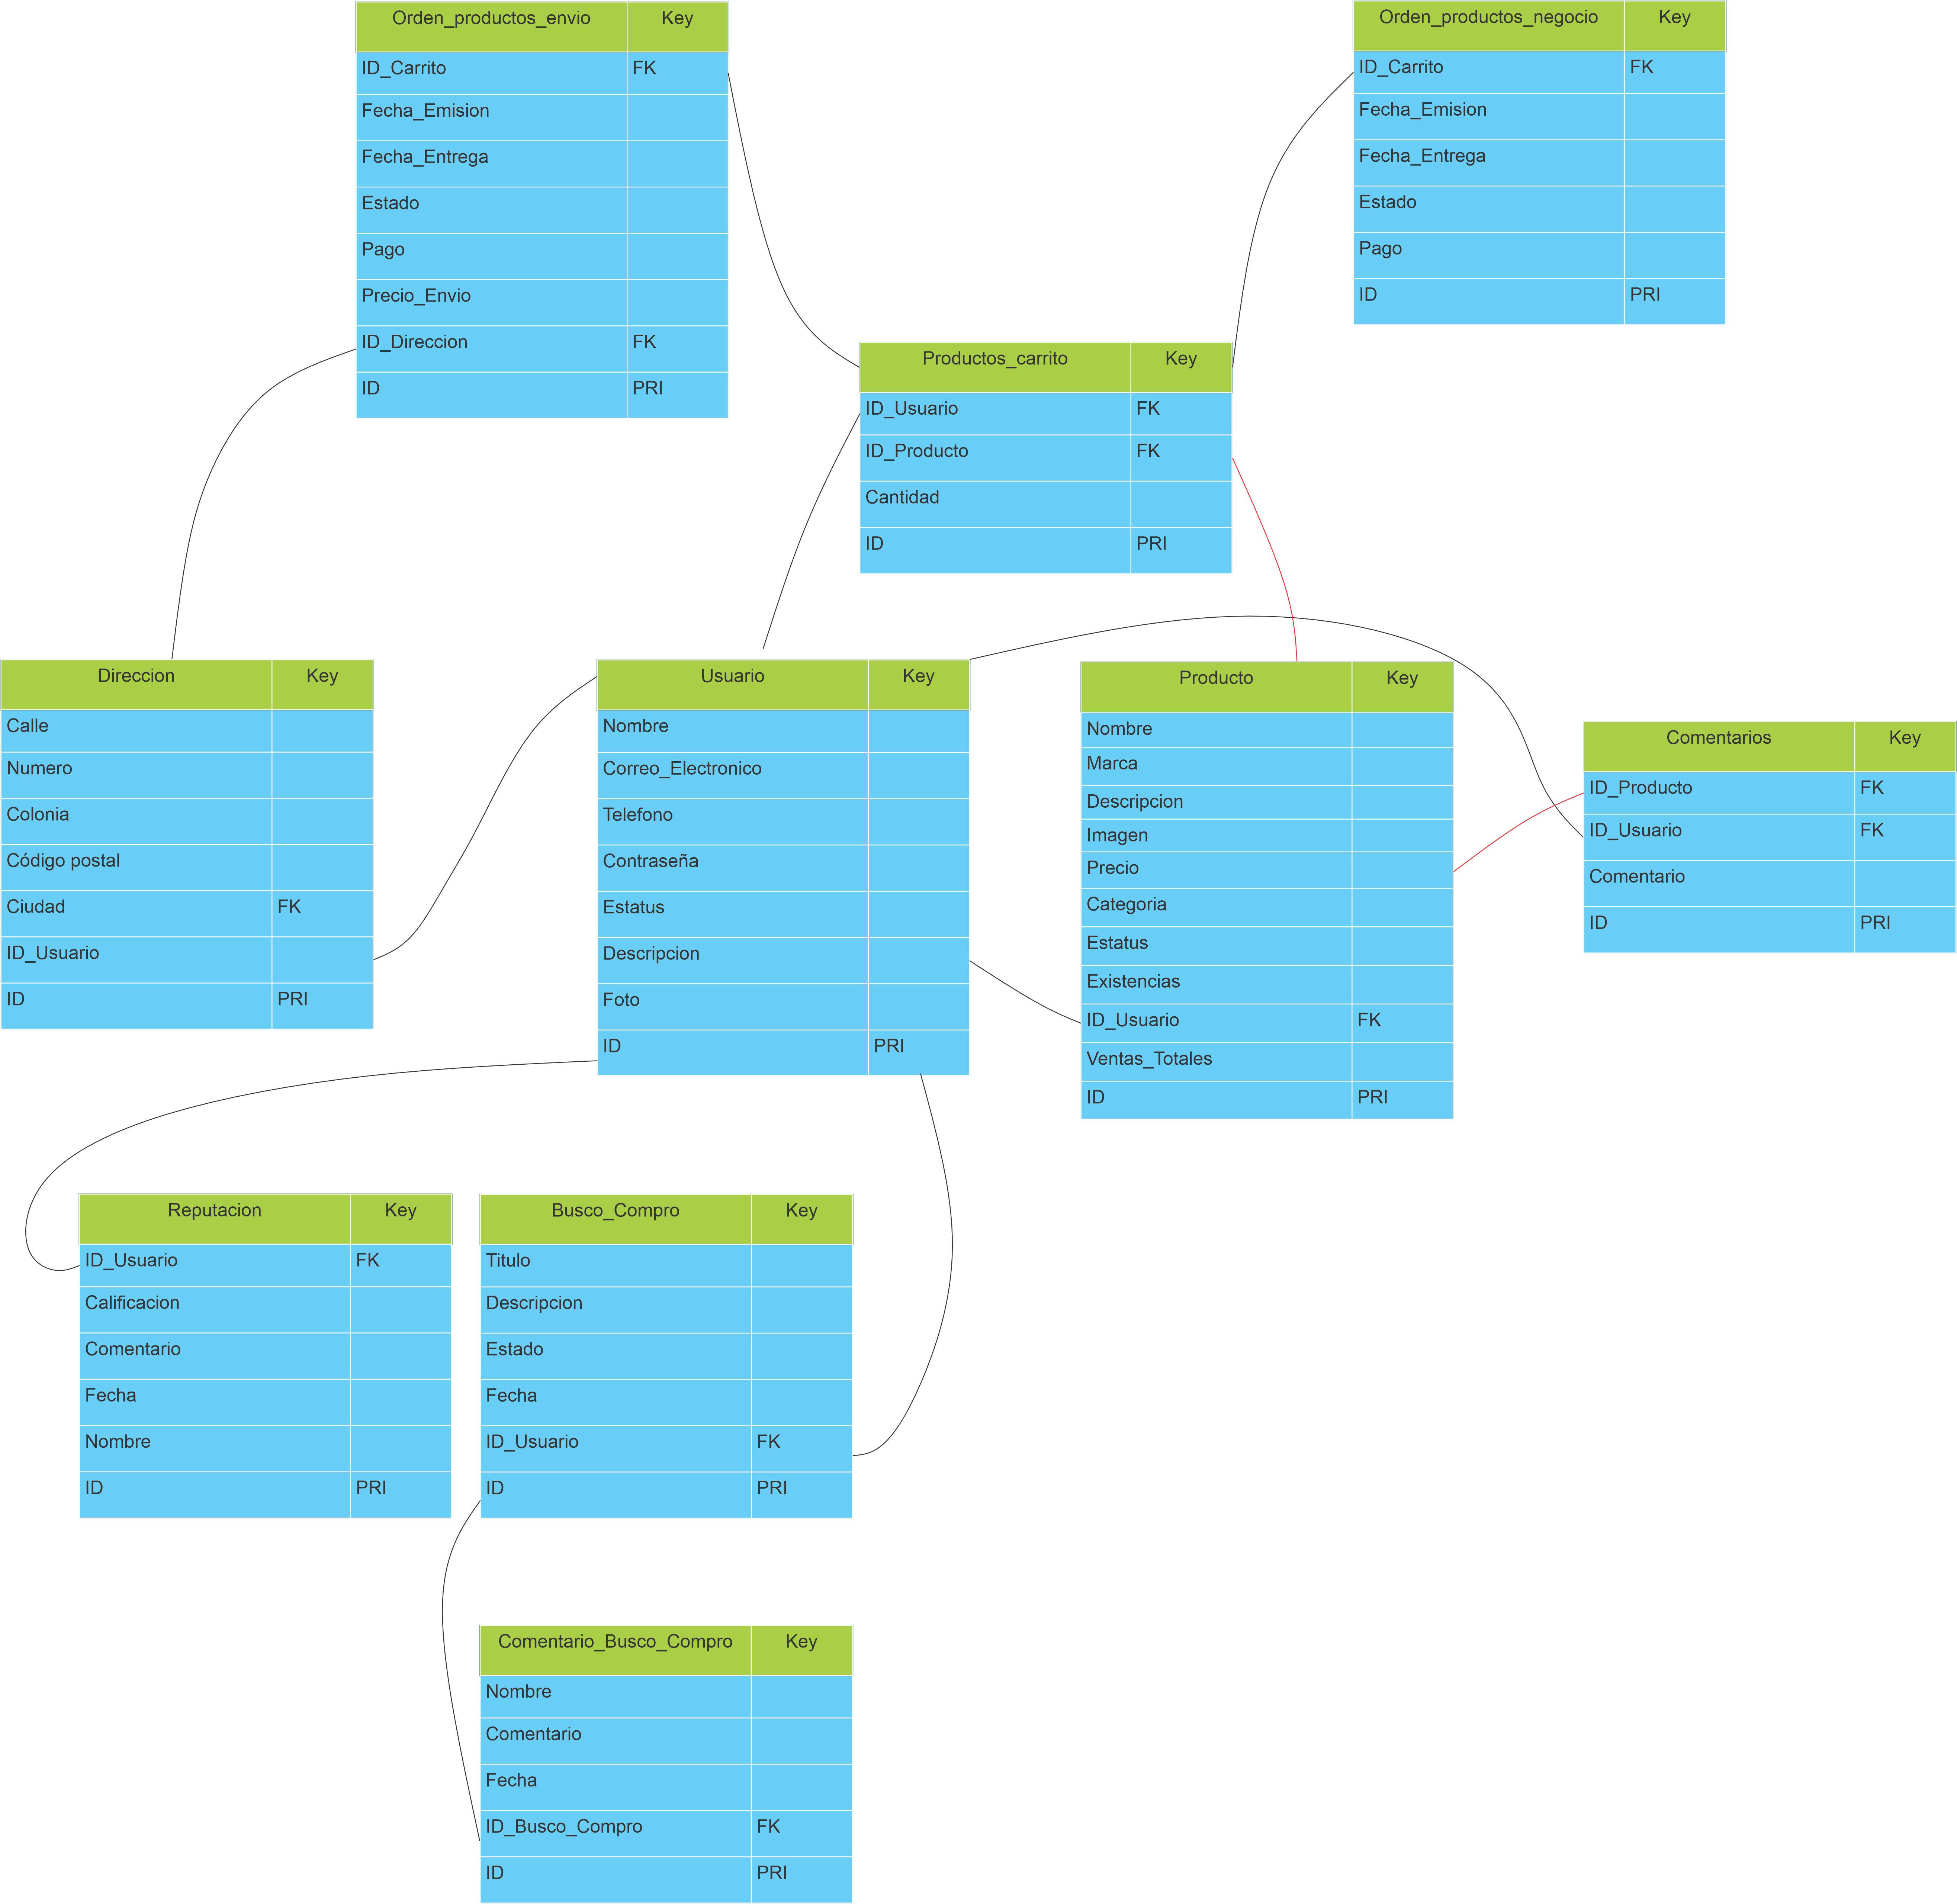 Orden_productos_envio Key
ID_Carrito FK
Fecha_Emision
Fecha_Entrega
Estado
Pago
Precio_Envio
ID_Direccion FK
ID PRI
Orden_productos_negocio Key
ID_Carrito FK
Fecha_Emision
Fecha_Entrega
Estado
Pago
ID PRI
Productos_carrito Key
ID_Usuario FK
ID_Producto FK
Cantidad
ID PRI
Direccion Key
Calle
Numero
Colonia
Código postal
Ciudad FK
ID_Usuario
ID PRI
Usuario Key
Nombre
Correo_Electronico
Telefono
Contraseña
Estatus
Descripcion
Foto
ID PRI
Producto Key
Nombre
Marca
Descripcion
Imagen
Precio
Categoria
Estatus
Existencias
ID_Usuario FK
Ventas_Totales
ID PRI
Comentarios Key
ID_Producto FK
ID_Usuario FK
Comentario
ID PRI
Reputacion Key
ID_Usuario FK
Calificacion
Comentario
Fecha
Nombre
ID PRI
Busco_Compro Key
Titulo
Descripcion
Estado
Fecha
ID_Usuario FK
ID PRI
Comentario_Busco_Compro Key
Nombre
Comentario
Fecha
ID_Busco_Compro FK
ID PRI